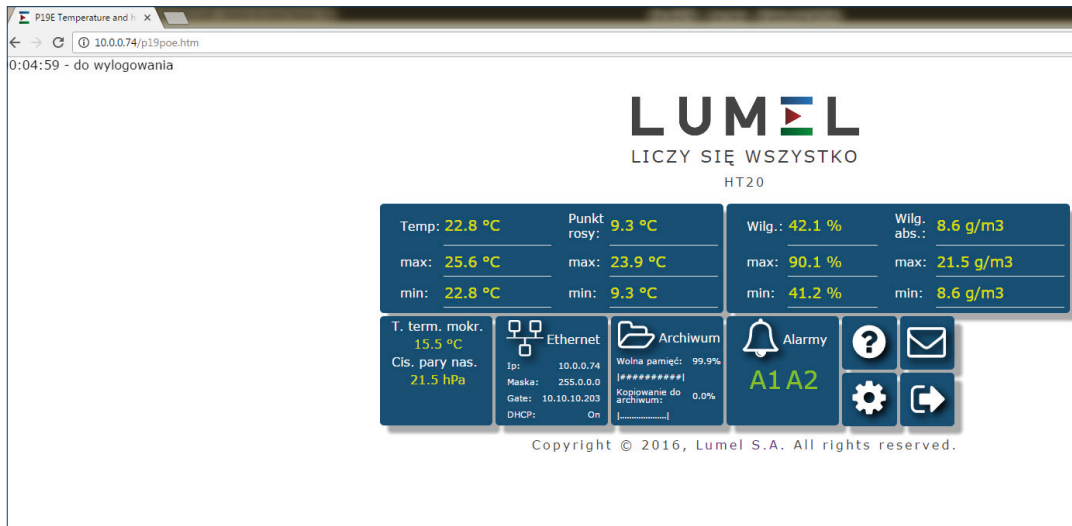 P19E Temperature and h
10.0.0.74/p19poe.htm
0:04:59 - do wylogowania
LUMEL
LICZY SIĘ WSZYSTKO
HT20
Temp: 22.8 °C Punkt rosy: 9.3 °C Wilg.: 42.1 % Wilg. abs.: 8.6 g/m3
max: 25.6 °C max: 23.9 °C max: 90.1 % max: 21.5 g/m3
min: 22.8 °C min: 9.3 °C min: 41.2 % min: 8.6 g/m3
T. term. mokr.
15.5 °C
Cis. pary nas.
21.5 hPa
Ethernet
Ip: 10.0.0.74
Maska: 255.0.0.0
Gate: 10.10.10.203
DHCP: On
Archiwum
Wolna pamięć: 99.9%
|##########|
Kopiowanie do archiwum: 0.0%
|...................|
Alarmy
A1 A2
Copyright © 2016, Lumel S.A. All rights reserved.